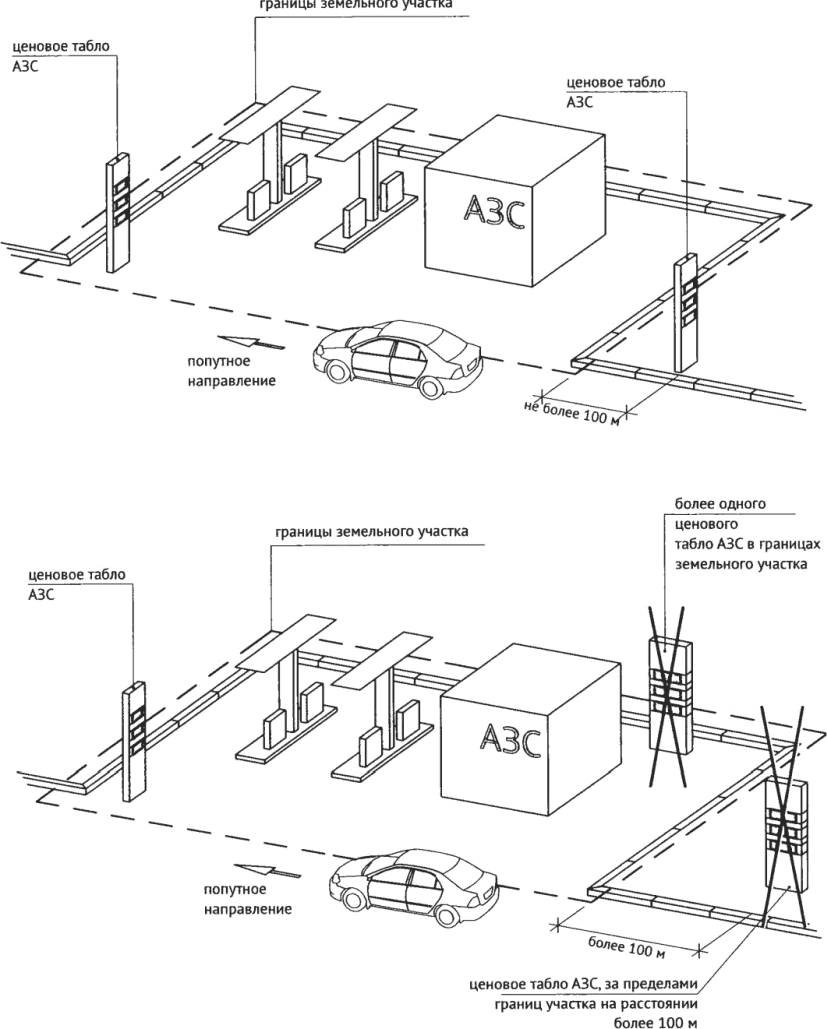 границы земельного участка
ценовое табло
АЗС
ценовое табло
АЗС
АЗС
попутное
направление
не более 100 м
более одного
ценового
табло АЗС в границах
земельного участка
границы земельного участка
ценовое табло
АЗС
АЗС
попутное
направление
более 100 м
ценовое табло АЗС, за пределами
границ участка на расстоянии
более 100 м